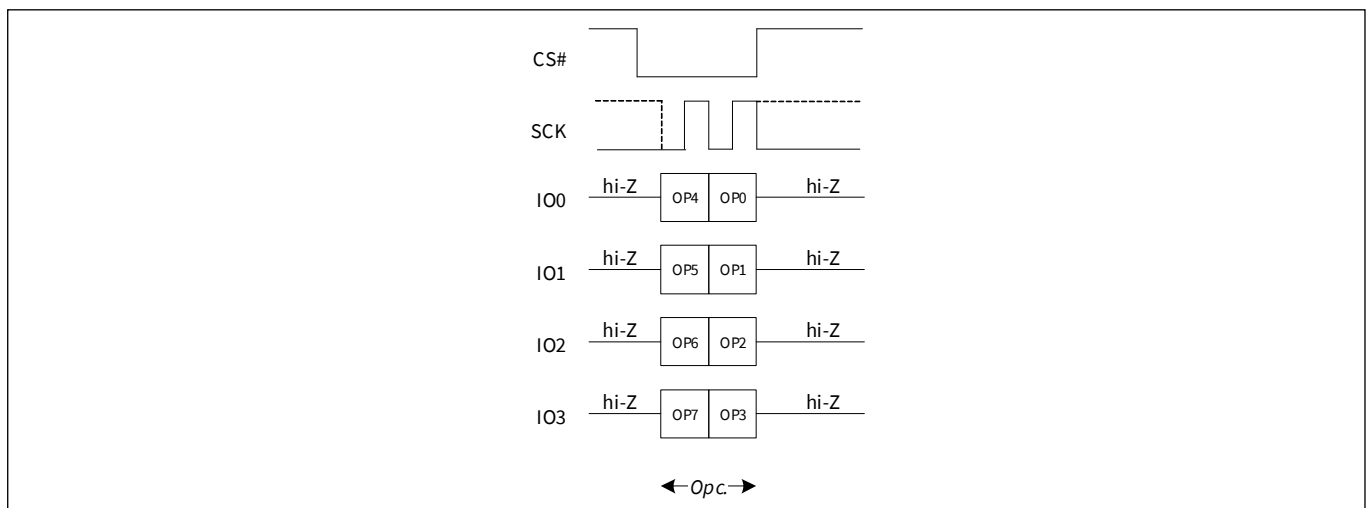 CS#
SCK
hi-Z hi-Z
IO0 OP4 OP0
hi-Z hi-Z
IO1 OP5 OP1
hi-Z hi-Z
IO2 OP6 OP2
hi-Z hi-Z
IO3 OP7 OP3
Opc.